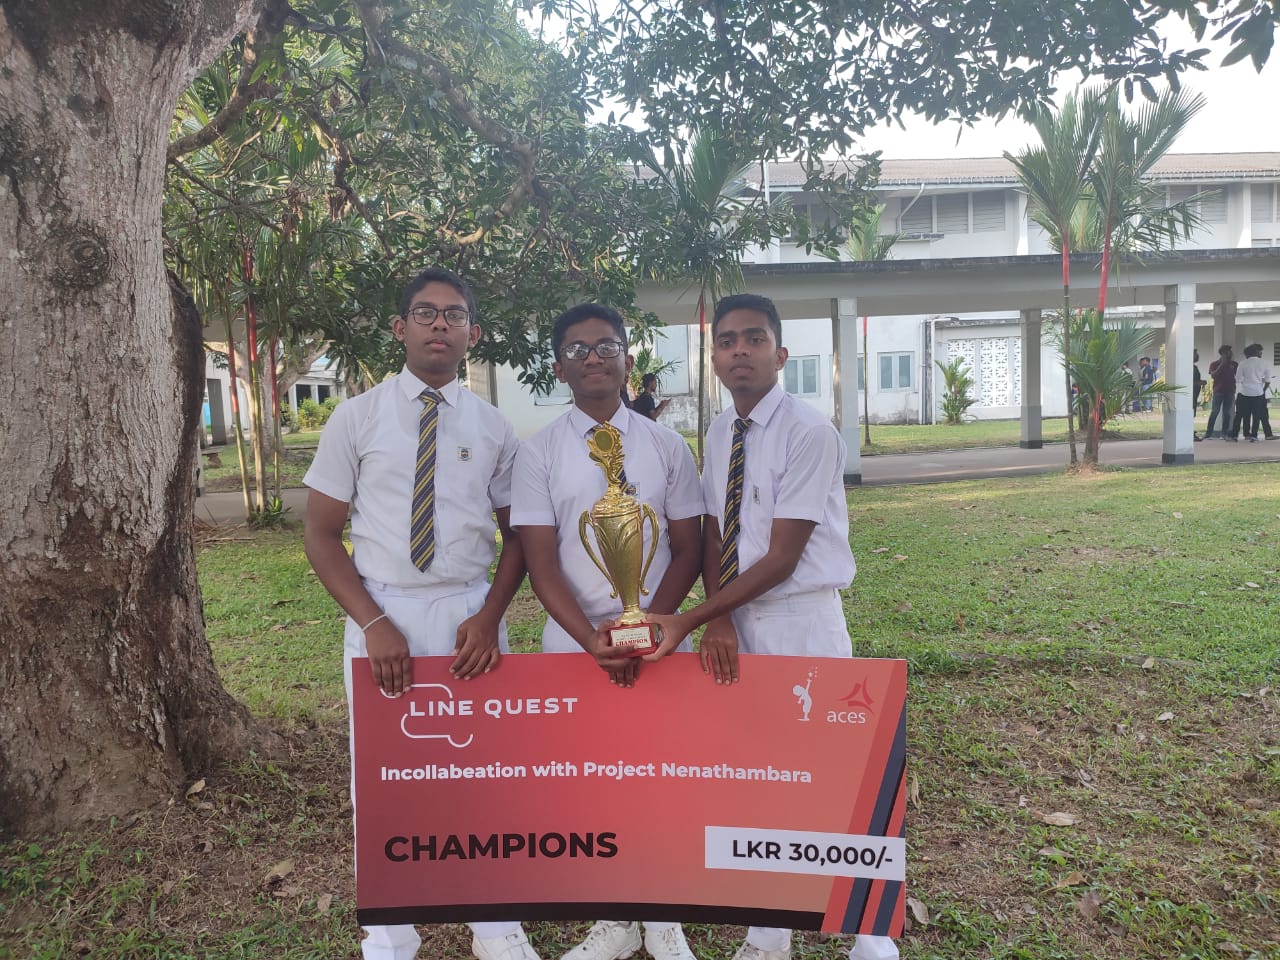 CHAMPION
LINE QUEST
aces
Incollabeation with Project Nenathambara
CHAMPIONS
LKR 30,000/-